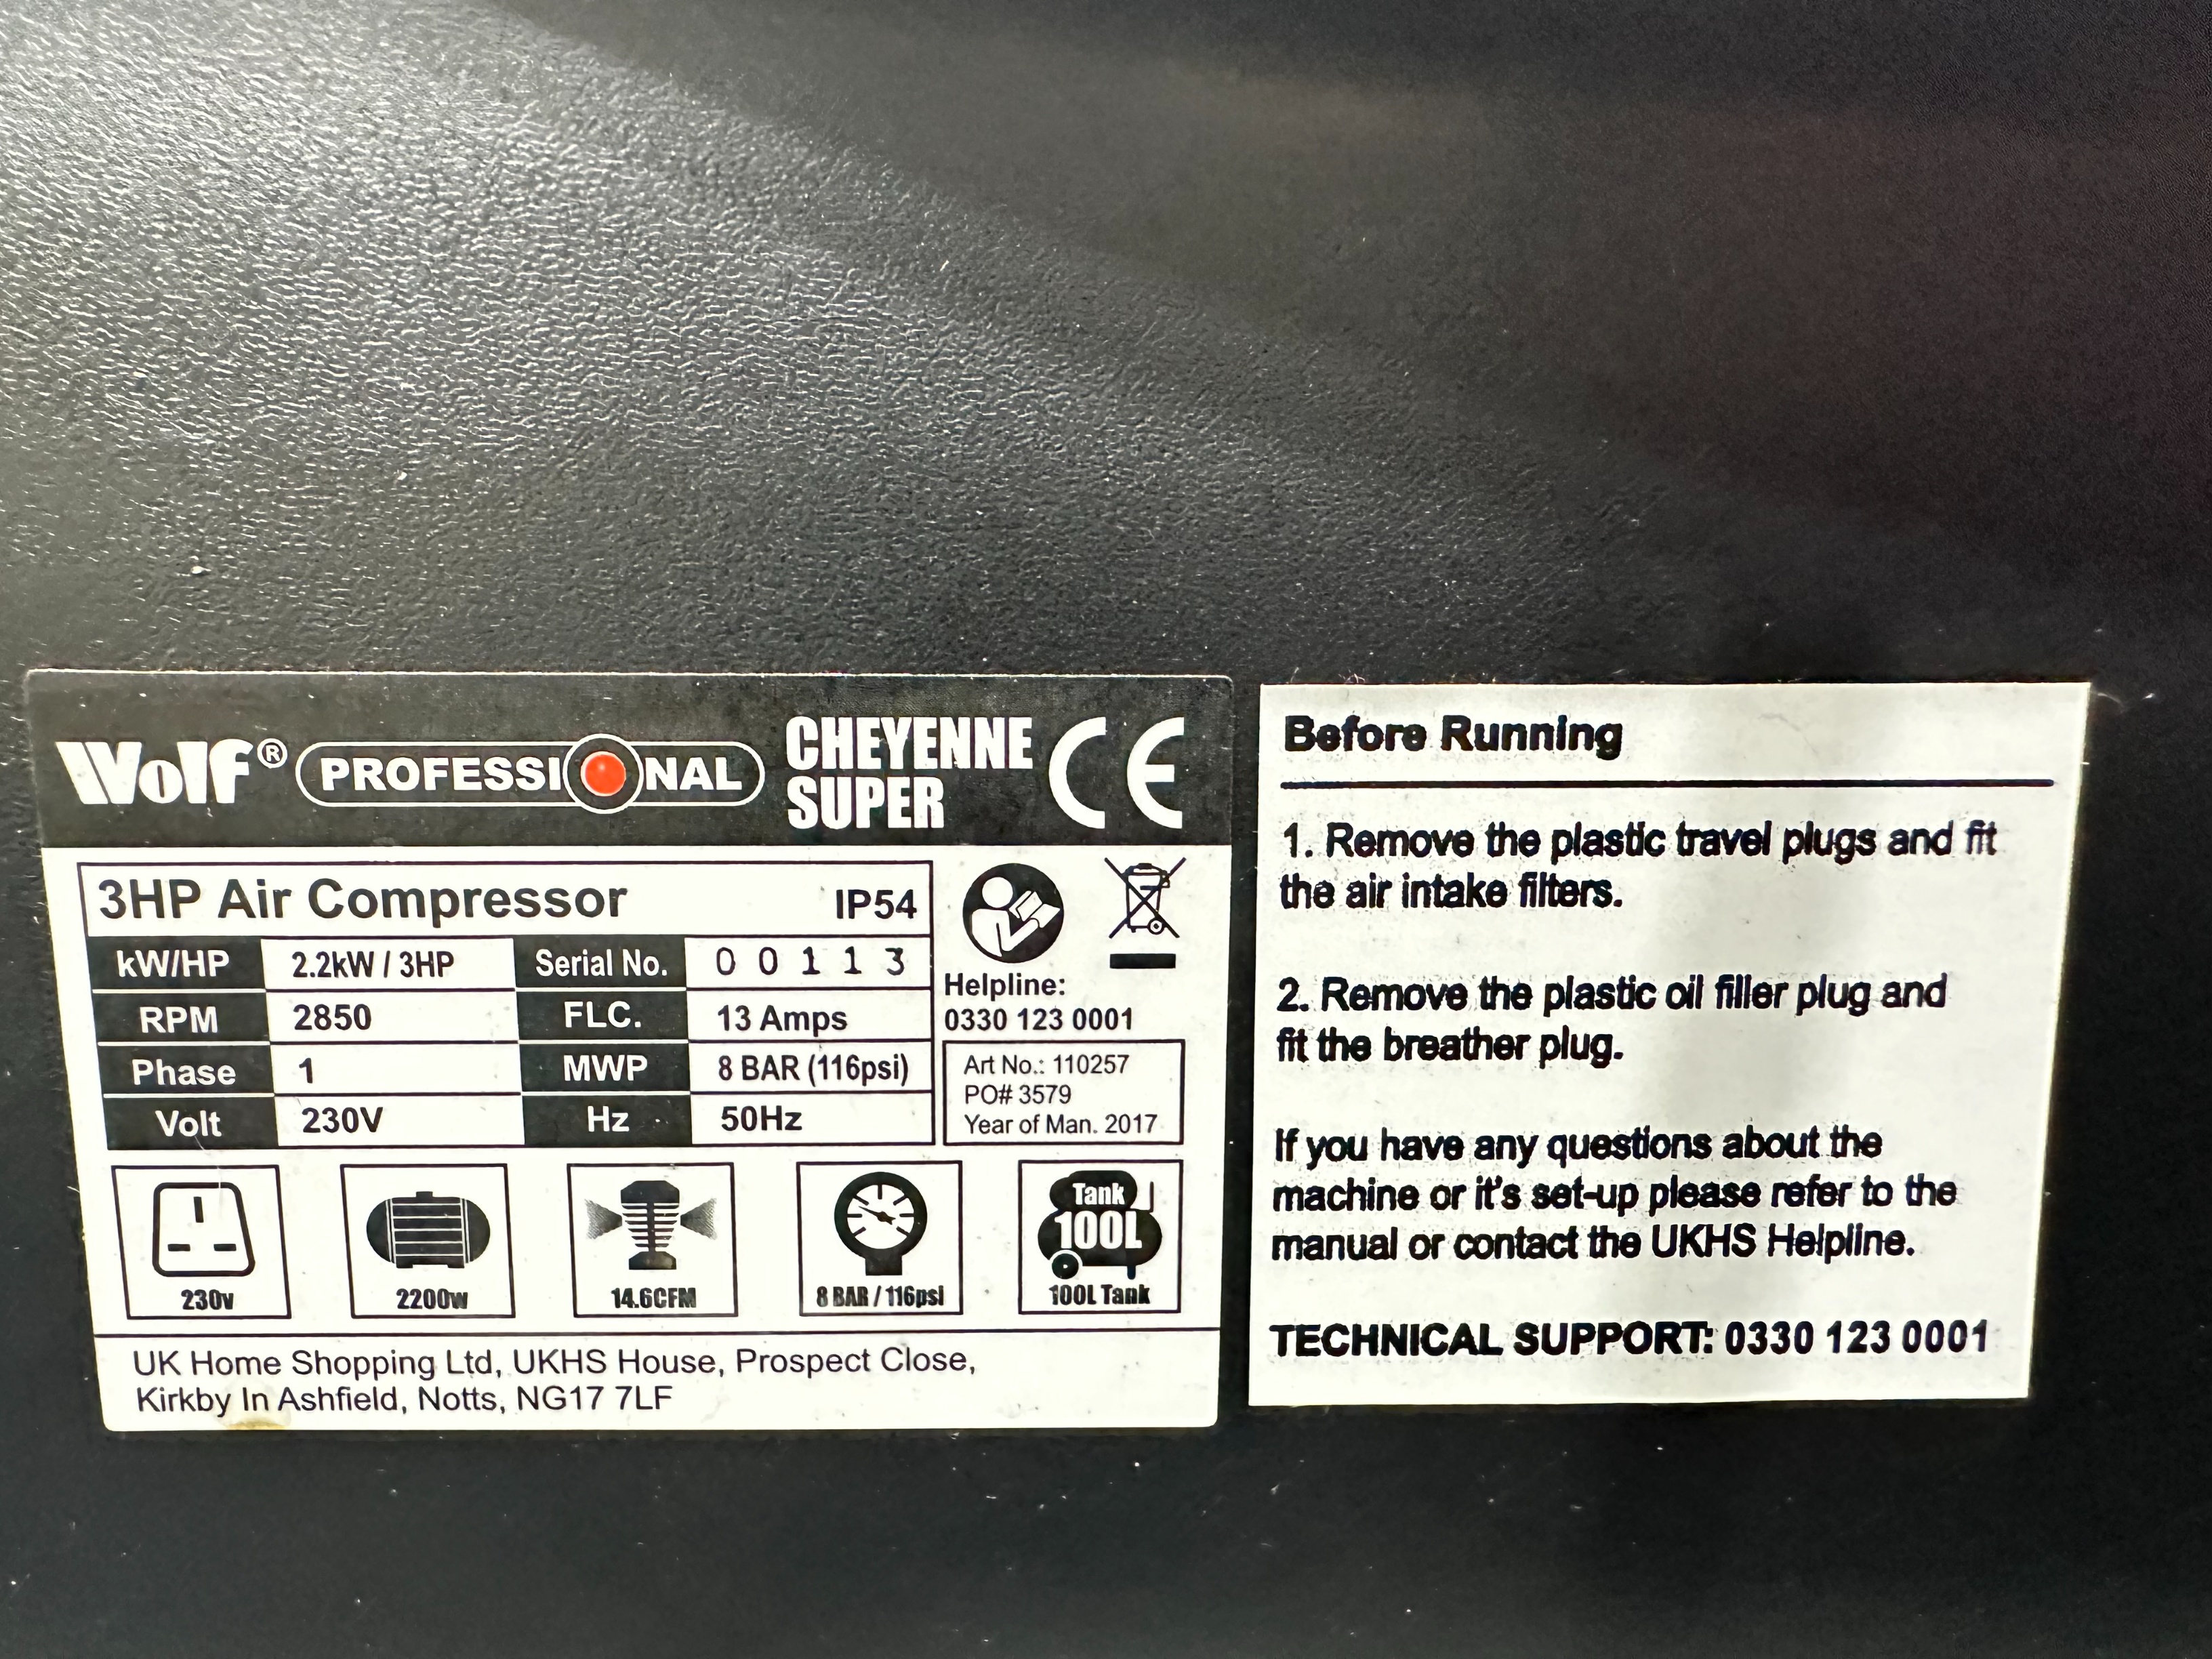 Wolf® PROFESSIONAL CHEYENNE SUPER CE
3HP Air Compressor IP54
kW/HP 2.2kW / 3HP Serial No. 0 0 1 1 3
RPM 2850 FLC. 13 Amps
Phase 1 MWP 8 BAR (116psi)
Volt 230V Hz 50Hz
Helpline:
0330 123 0001
Art No.: 110257
PO# 3579
Year of Man. 2017
Tank
100L
230v 2200w 14.6CFM 8 BAR / 116psi 100L Tank
UK Home Shopping Ltd, UKHS House, Prospect Close,
Kirkby In Ashfield, Notts, NG17 7LF
Before Running
1. Remove the plastic travel plugs and fit
the air intake filters.
2. Remove the plastic oil filler plug and
fit the breather plug.
If you have any questions about the
machine or it's set-up please refer to the
manual or contact the UKHS Helpline.
TECHNICAL SUPPORT: 0330 123 0001